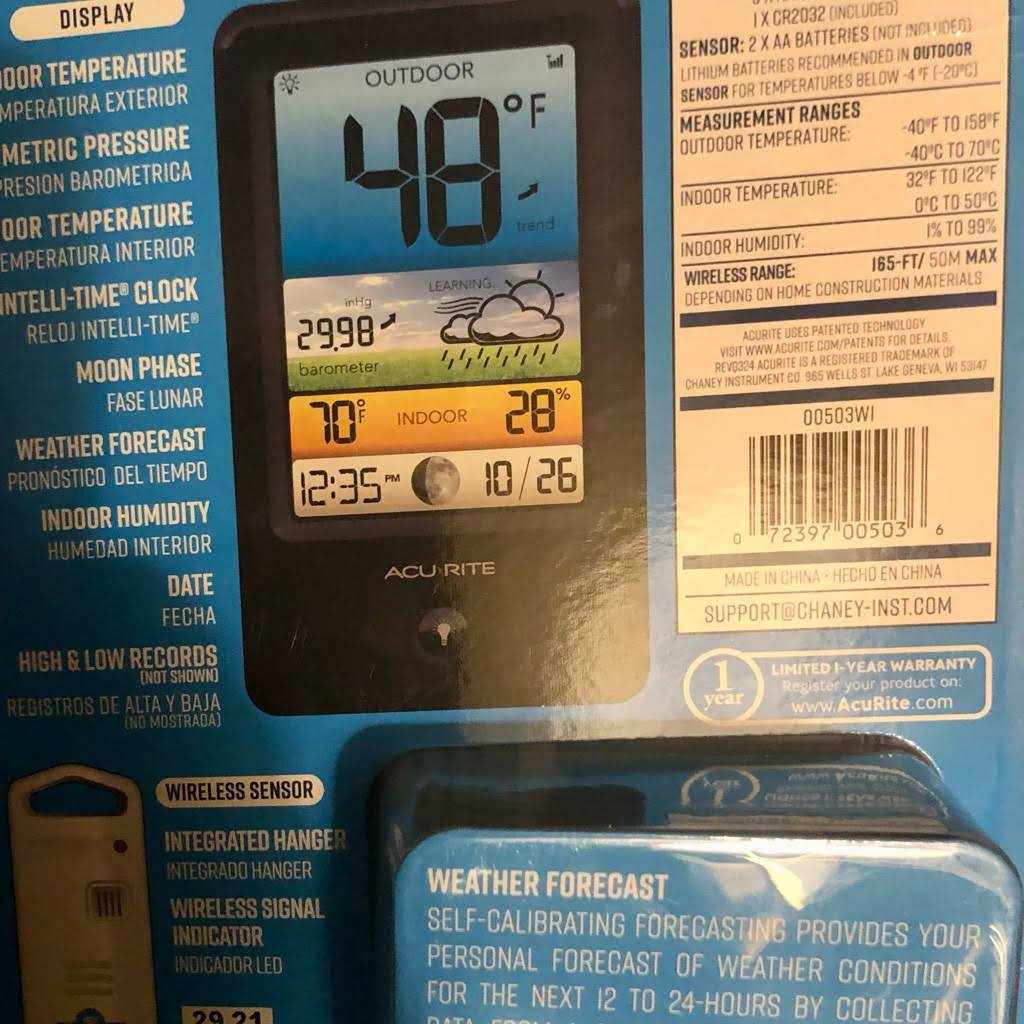 DISPLAY
OOR TEMPERATURE
MPERATURA EXTERIOR
METRIC PRESSURE
PRESION BAROMETRICA
OOR TEMPERATURE
EMPERATURA INTERIOR
INTELLI-TIME® CLOCK
RELOJ INTELLI-TIME®
MOON PHASE
FASE LUNAR
WEATHER FORECAST
PRONÓSTICO DEL TIEMPO
INDOOR HUMIDITY
HUMEDAD INTERIOR
DATE
FECHA
HIGH & LOW RECORDS
(NOT SHOWN)
REGISTROS DE ALTA Y BAJA
(NO MOSTRADA)
OUTDOOR
48°F
trend
LEARNING...
inHg
29.98
barometer
70°F INDOOR 28%
12:35 PM 10/26
ACURITE
1 X CR2032 (INCLUDED)
SENSOR: 2 X AA BATTERIES (NOT INCLUDED)
LITHIUM BATTERIES RECOMMENDED IN OUTDOOR
SENSOR FOR TEMPERATURES BELOW -4 °F (-20°C)
MEASUREMENT RANGES
OUTDOOR TEMPERATURE: -40°F TO 158°F
-40°C TO 70°C
INDOOR TEMPERATURE: 32°F TO 122°F
0°C TO 50°C
INDOOR HUMIDITY: 1% TO 99%
WIRELESS RANGE: 165-FT/ 50M MAX
DEPENDING ON HOME CONSTRUCTION MATERIALS
ACURITE USES PATENTED TECHNOLOGY
VISIT WWW.ACURITE.COM/PATENTS FOR DETAILS.
REV0324 ACURITE IS A REGISTERED TRADEMARK OF
CHANEY INSTRUMENT CO. 965 WELLS ST. LAKE GENEVA, WI 53147
00503WI
0 72397 00503 6
MADE IN CHINA • HECHO EN CHINA
SUPPORT@CHANEY-INST.COM
1
year
LIMITED 1-YEAR WARRANTY
Register your product on:
www.AcuRite.com
WIRELESS SENSOR
INTEGRATED HANGER
INTEGRADO HANGER
WIRELESS SIGNAL
INDICATOR
INDICADOR LED
29.21
WEATHER FORECAST
SELF-CALIBRATING FORECASTING PROVIDES YOUR
PERSONAL FORECAST OF WEATHER CONDITIONS
FOR THE NEXT 12 TO 24-HOURS BY COLLECTING